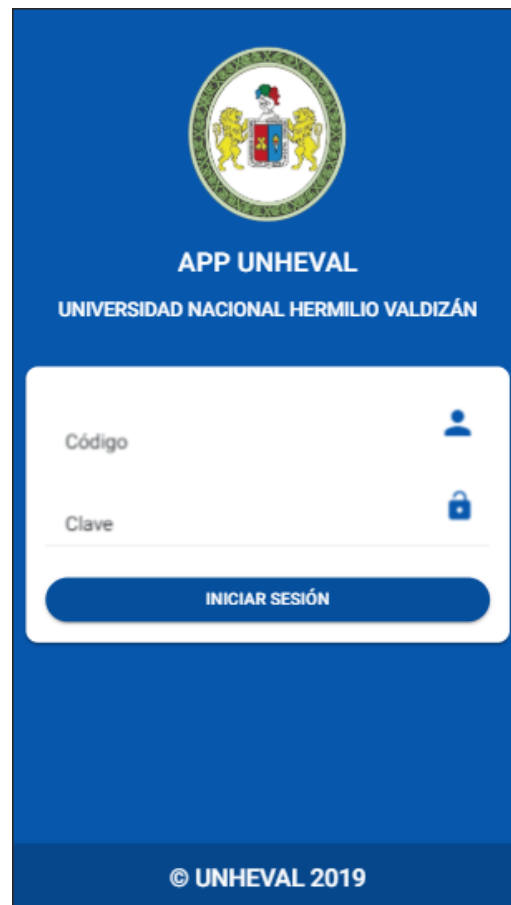 APP UNHEVAL
UNIVERSIDAD NACIONAL HERMILIO VALDIZÁN
Código
Clave
INICIAR SESIÓN
© UNHEVAL 2019